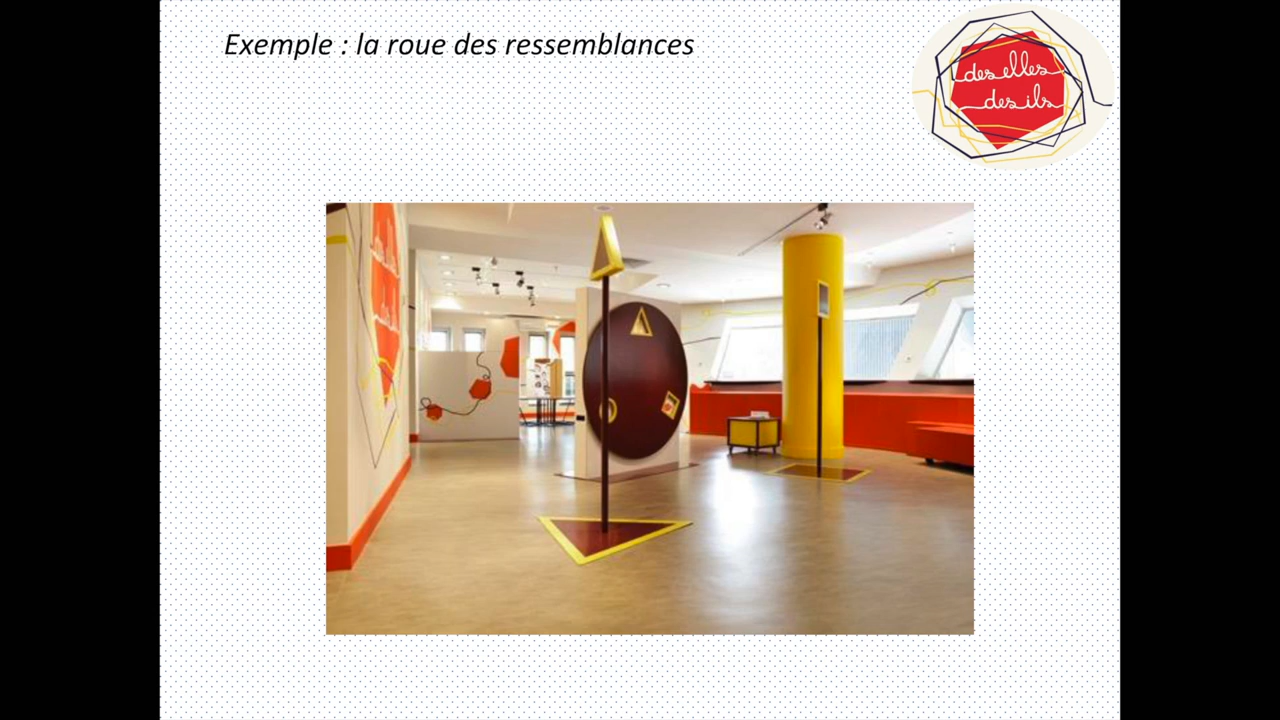 Exemple : la roue des ressemblances
des elles
des ils